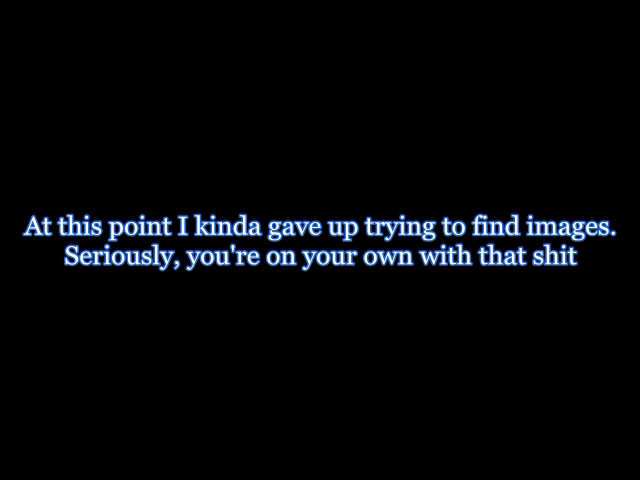 At this point I kinda gave up trying to find images.
Seriously, you're on your own with that shit